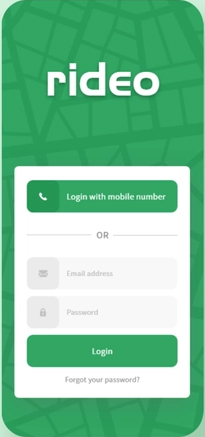 rideo
Login with mobile number
OR
Email address
Password
Login
Forgot your password?